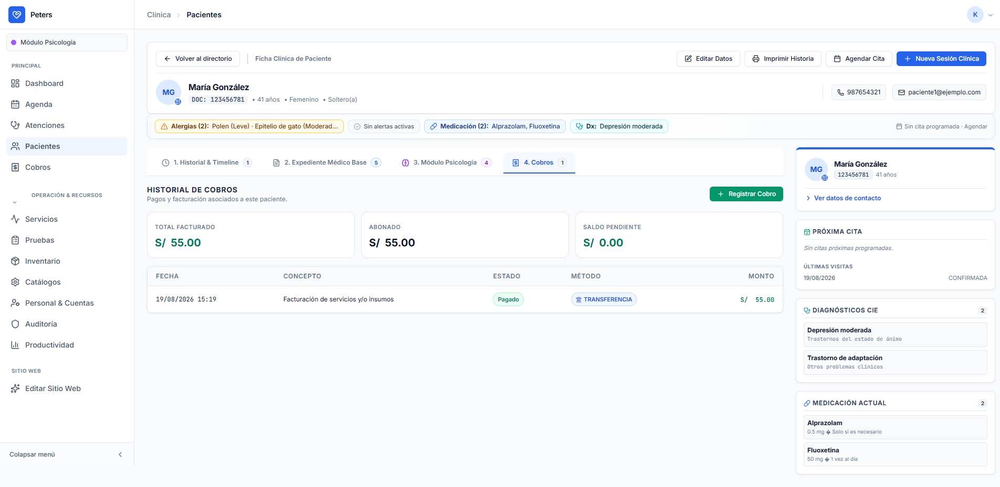 Peters
Clínica
Pacientes
K
Módulo Psicología
PRINCIPAL
Dashboard
Agenda
Atenciones
Pacientes
Cobros
OPERACIÓN & RECURSOS
Servicios
Pruebas
Inventario
Catálogos
Personal & Cuentas
Auditoría
Productividad
SITIO WEB
Editar Sitio Web
Colapsar menú
Volver al directorio
Ficha Clínica de Paciente
Editar Datos
Imprimir Historia
Agendar Cita
Nueva Sesión Clínica
MG
María González
DOC: 123456781 • 41 años • Femenino • Soltero(a)
987654321
paciente1@ejemplo.com
Alergias (2): Polen (Leve) · Epitelio de gato (Moderad...
Sin alertas activas
Medicación (2): Alprazolam, Fluoxetina
Dx: Depresión moderada
Sin cita programada · Agendar
1. Historial & Timeline 1
2. Expediente Médico Base 5
3. Módulo Psicología 4
4. Cobros 1
HISTORIAL DE COBROS
Pagos y facturación asociados a este paciente.
Registrar Cobro
TOTAL FACTURADO
S/ 55.00
ABONADO
S/ 55.00
SALDO PENDIENTE
S/ 0.00
FECHA CONCEPTO ESTADO MÉTODO MONTO
19/08/2026 15:19 Facturación de servicios y/o insumos Pagado TRANSFERENCIA S/ 55.00
MG
María González
123456781 41 años
Ver datos de contacto
PRÓXIMA CITA
Sin citas próximas programadas.
ÚLTIMAS VISITAS
19/08/2026 CONFIRMADA
DIAGNÓSTICOS CIE 2
Depresión moderada
Trastornos del estado de ánimo
Trastorno de adaptación
Otros problemas clínicos
MEDICACIÓN ACTUAL 2
Alprazolam
0.5 mg � Solo si es necesario
Fluoxetina
50 mg � 1 vez al día